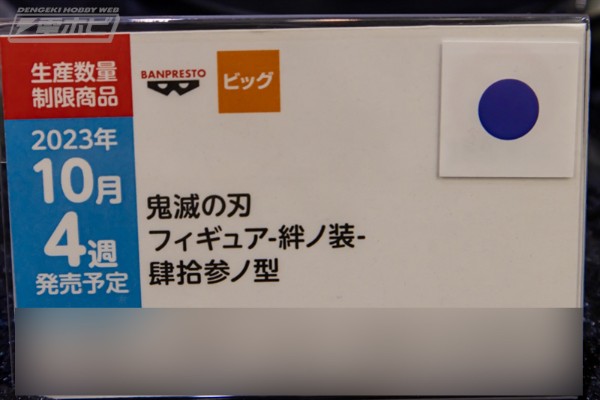 DENGEKI HOBBY WEB
電ホビ
生産数量
制限商品
BANPRESTO
ビッグ
2023年
10月
4週
発売予定
鬼滅の刃
フィギュア-絆ノ装-
肆拾参ノ型